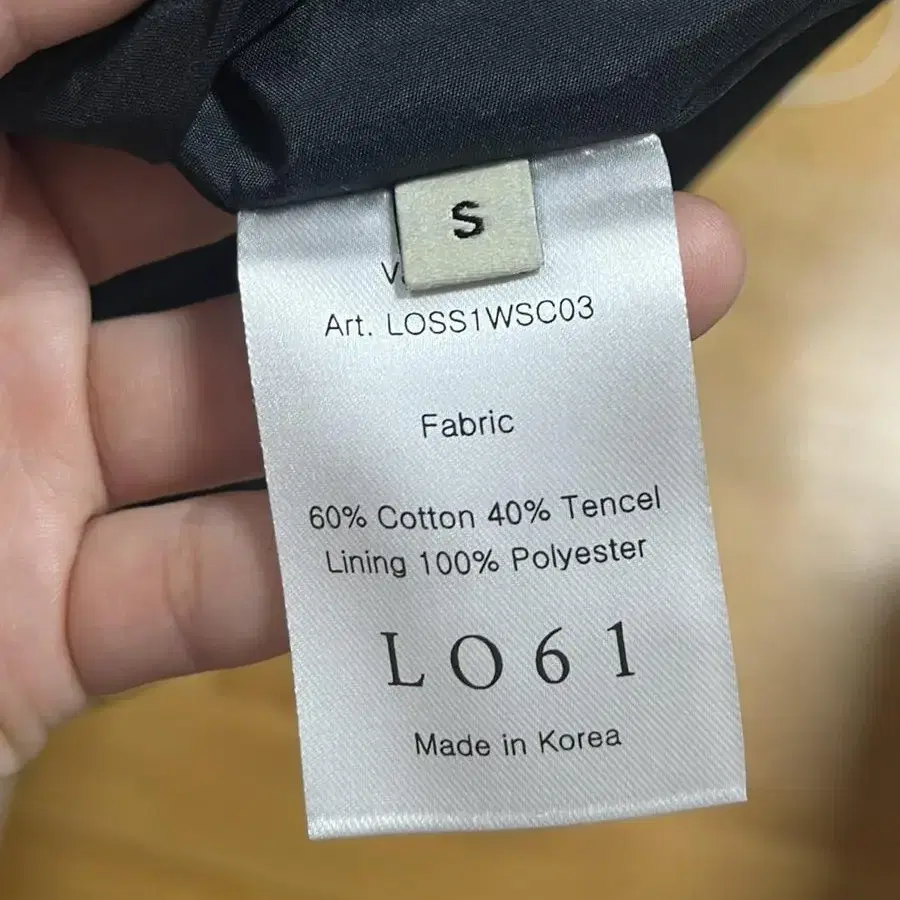 S
Art. LOSS1WSC03
Fabric
60% Cotton 40% Tencel
Lining 100% Polyester
LO61
Made in Korea